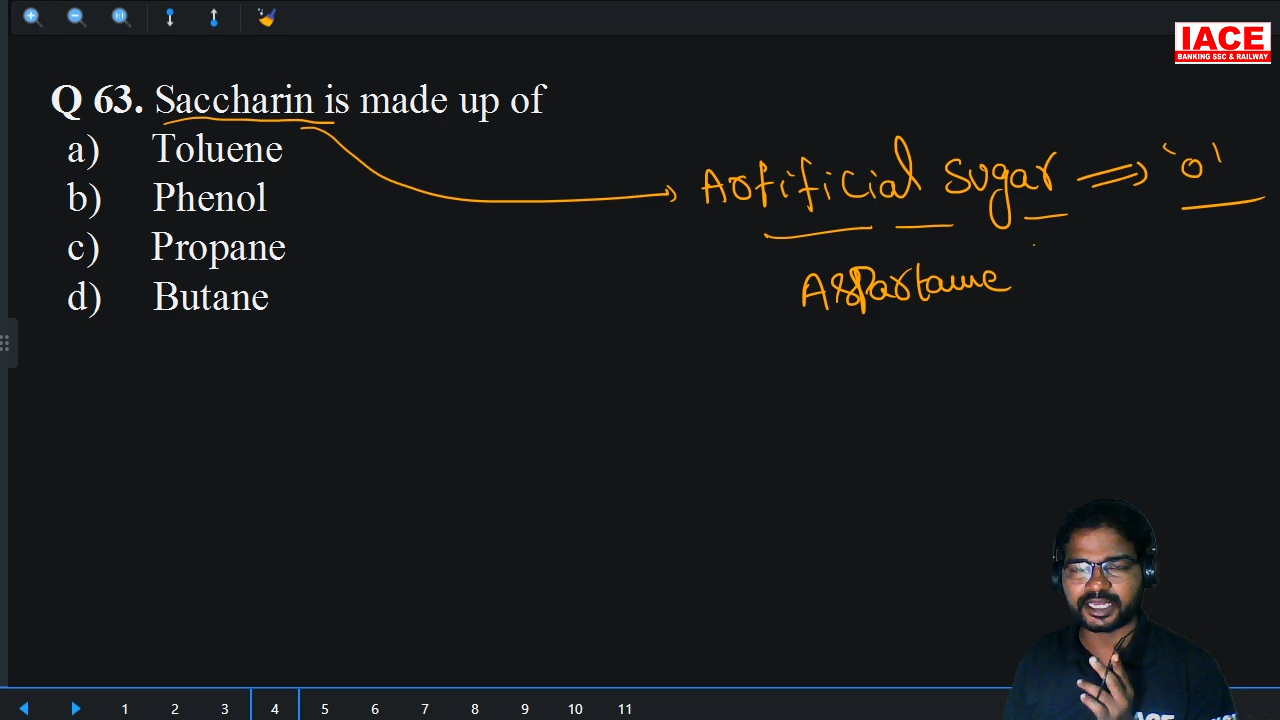 IACE
BANKING SSC & RAILWAY
Q 63. Saccharin is made up of
a) Toluene
b) Phenol
c) Propane
d) Butane
Artificial sugar ⟹ '0'
Aspartame
1 2 3 4 5 6 7 8 9 10 11